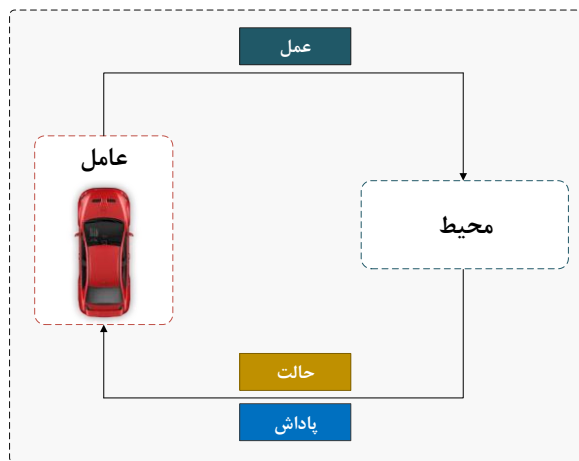 عمل
عامل
محیط
حالت
پاداش